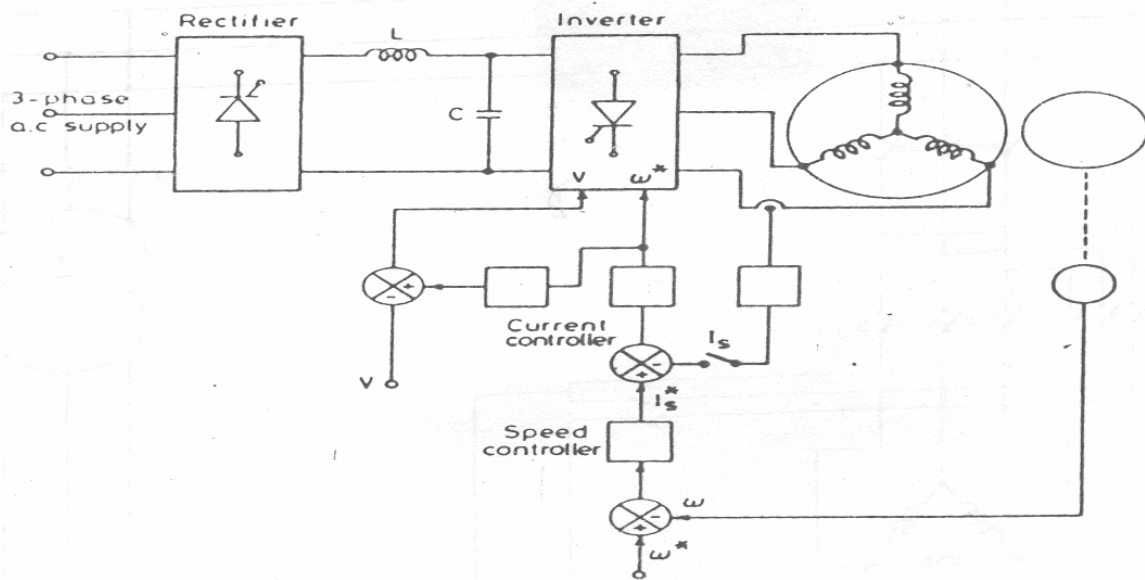 Rectifier
Inverter
L
3-phase
a.c supply
C
V
ω*
+
-
Current
controller
Is
-
+
V
Is*
Speed
controller
ω
-
+
ω*